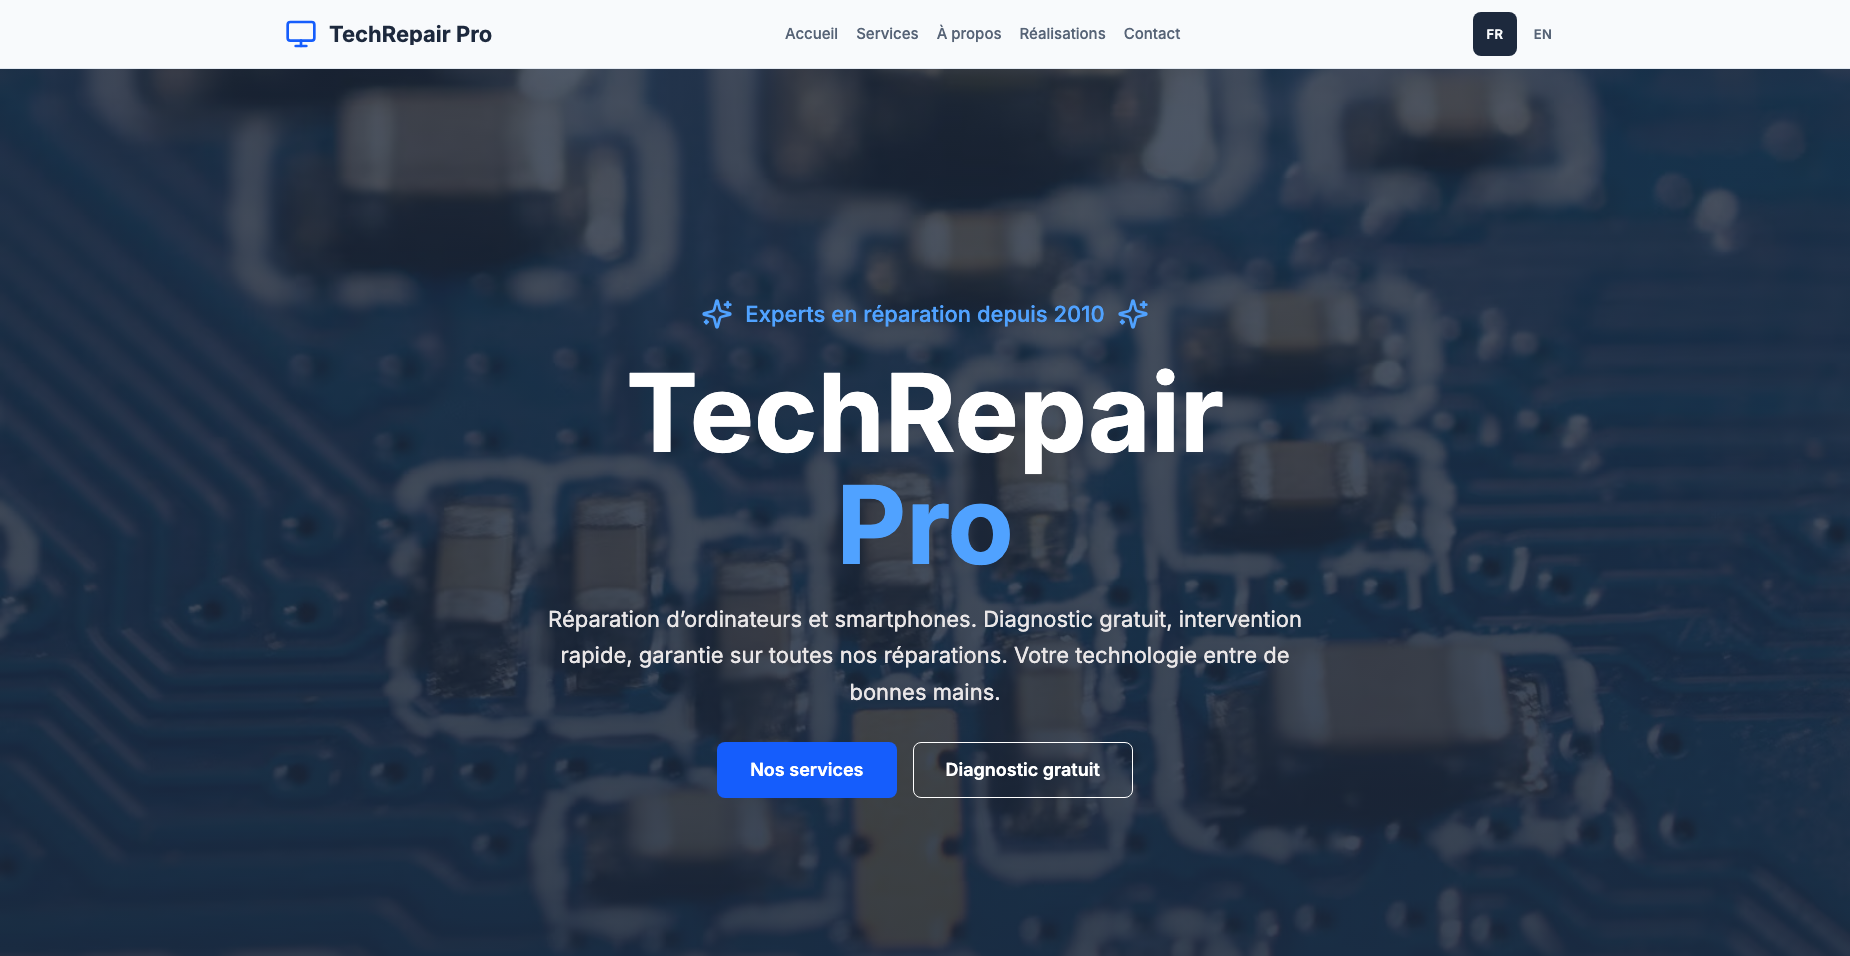 TechRepair Pro
Accueil Services À propos Réalisations Contact
FR EN
Experts en réparation depuis 2010
TechRepair
Pro
Réparation d’ordinateurs et smartphones. Diagnostic gratuit, intervention
rapide, garantie sur toutes nos réparations. Votre technologie entre de
bonnes mains.
Nos services
Diagnostic gratuit